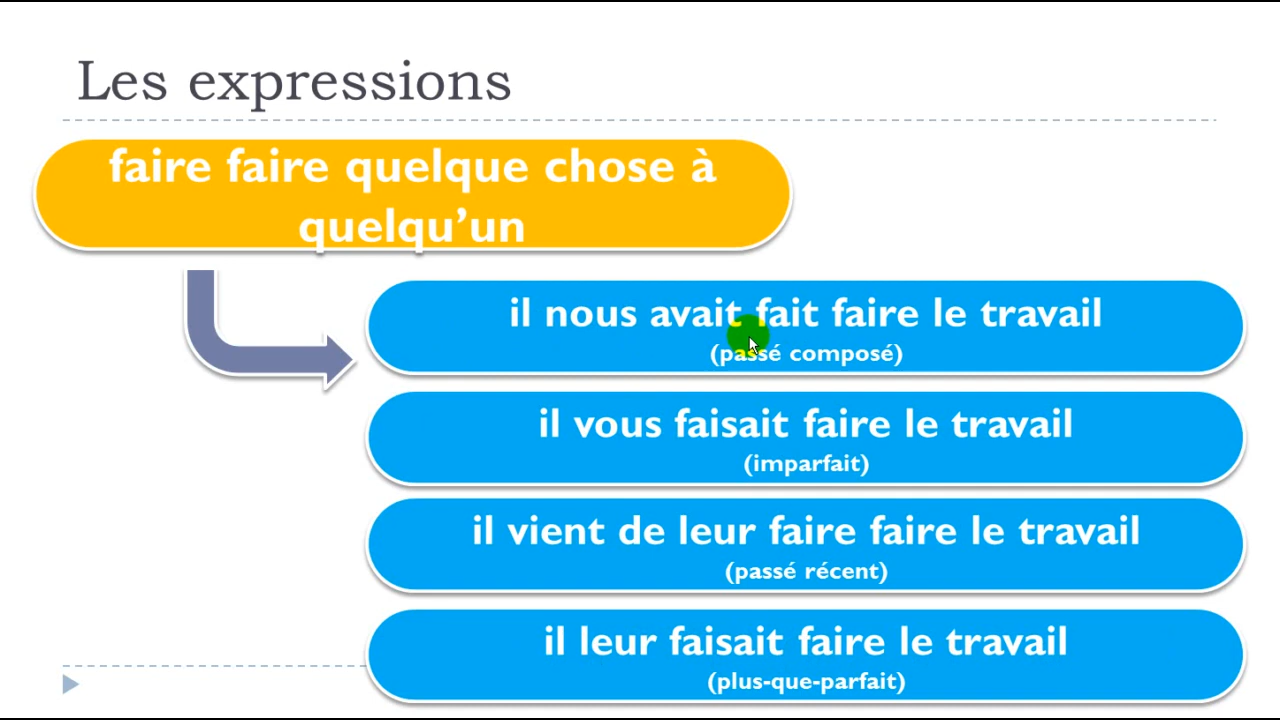 Les expressions
faire faire quelque chose à
quelqu’un
il nous avait fait faire le travail
(passé composé)
il vous faisait faire le travail
(imparfait)
il vient de leur faire faire le travail
(passé récent)
il leur faisait faire le travail
(plus-que-parfait)